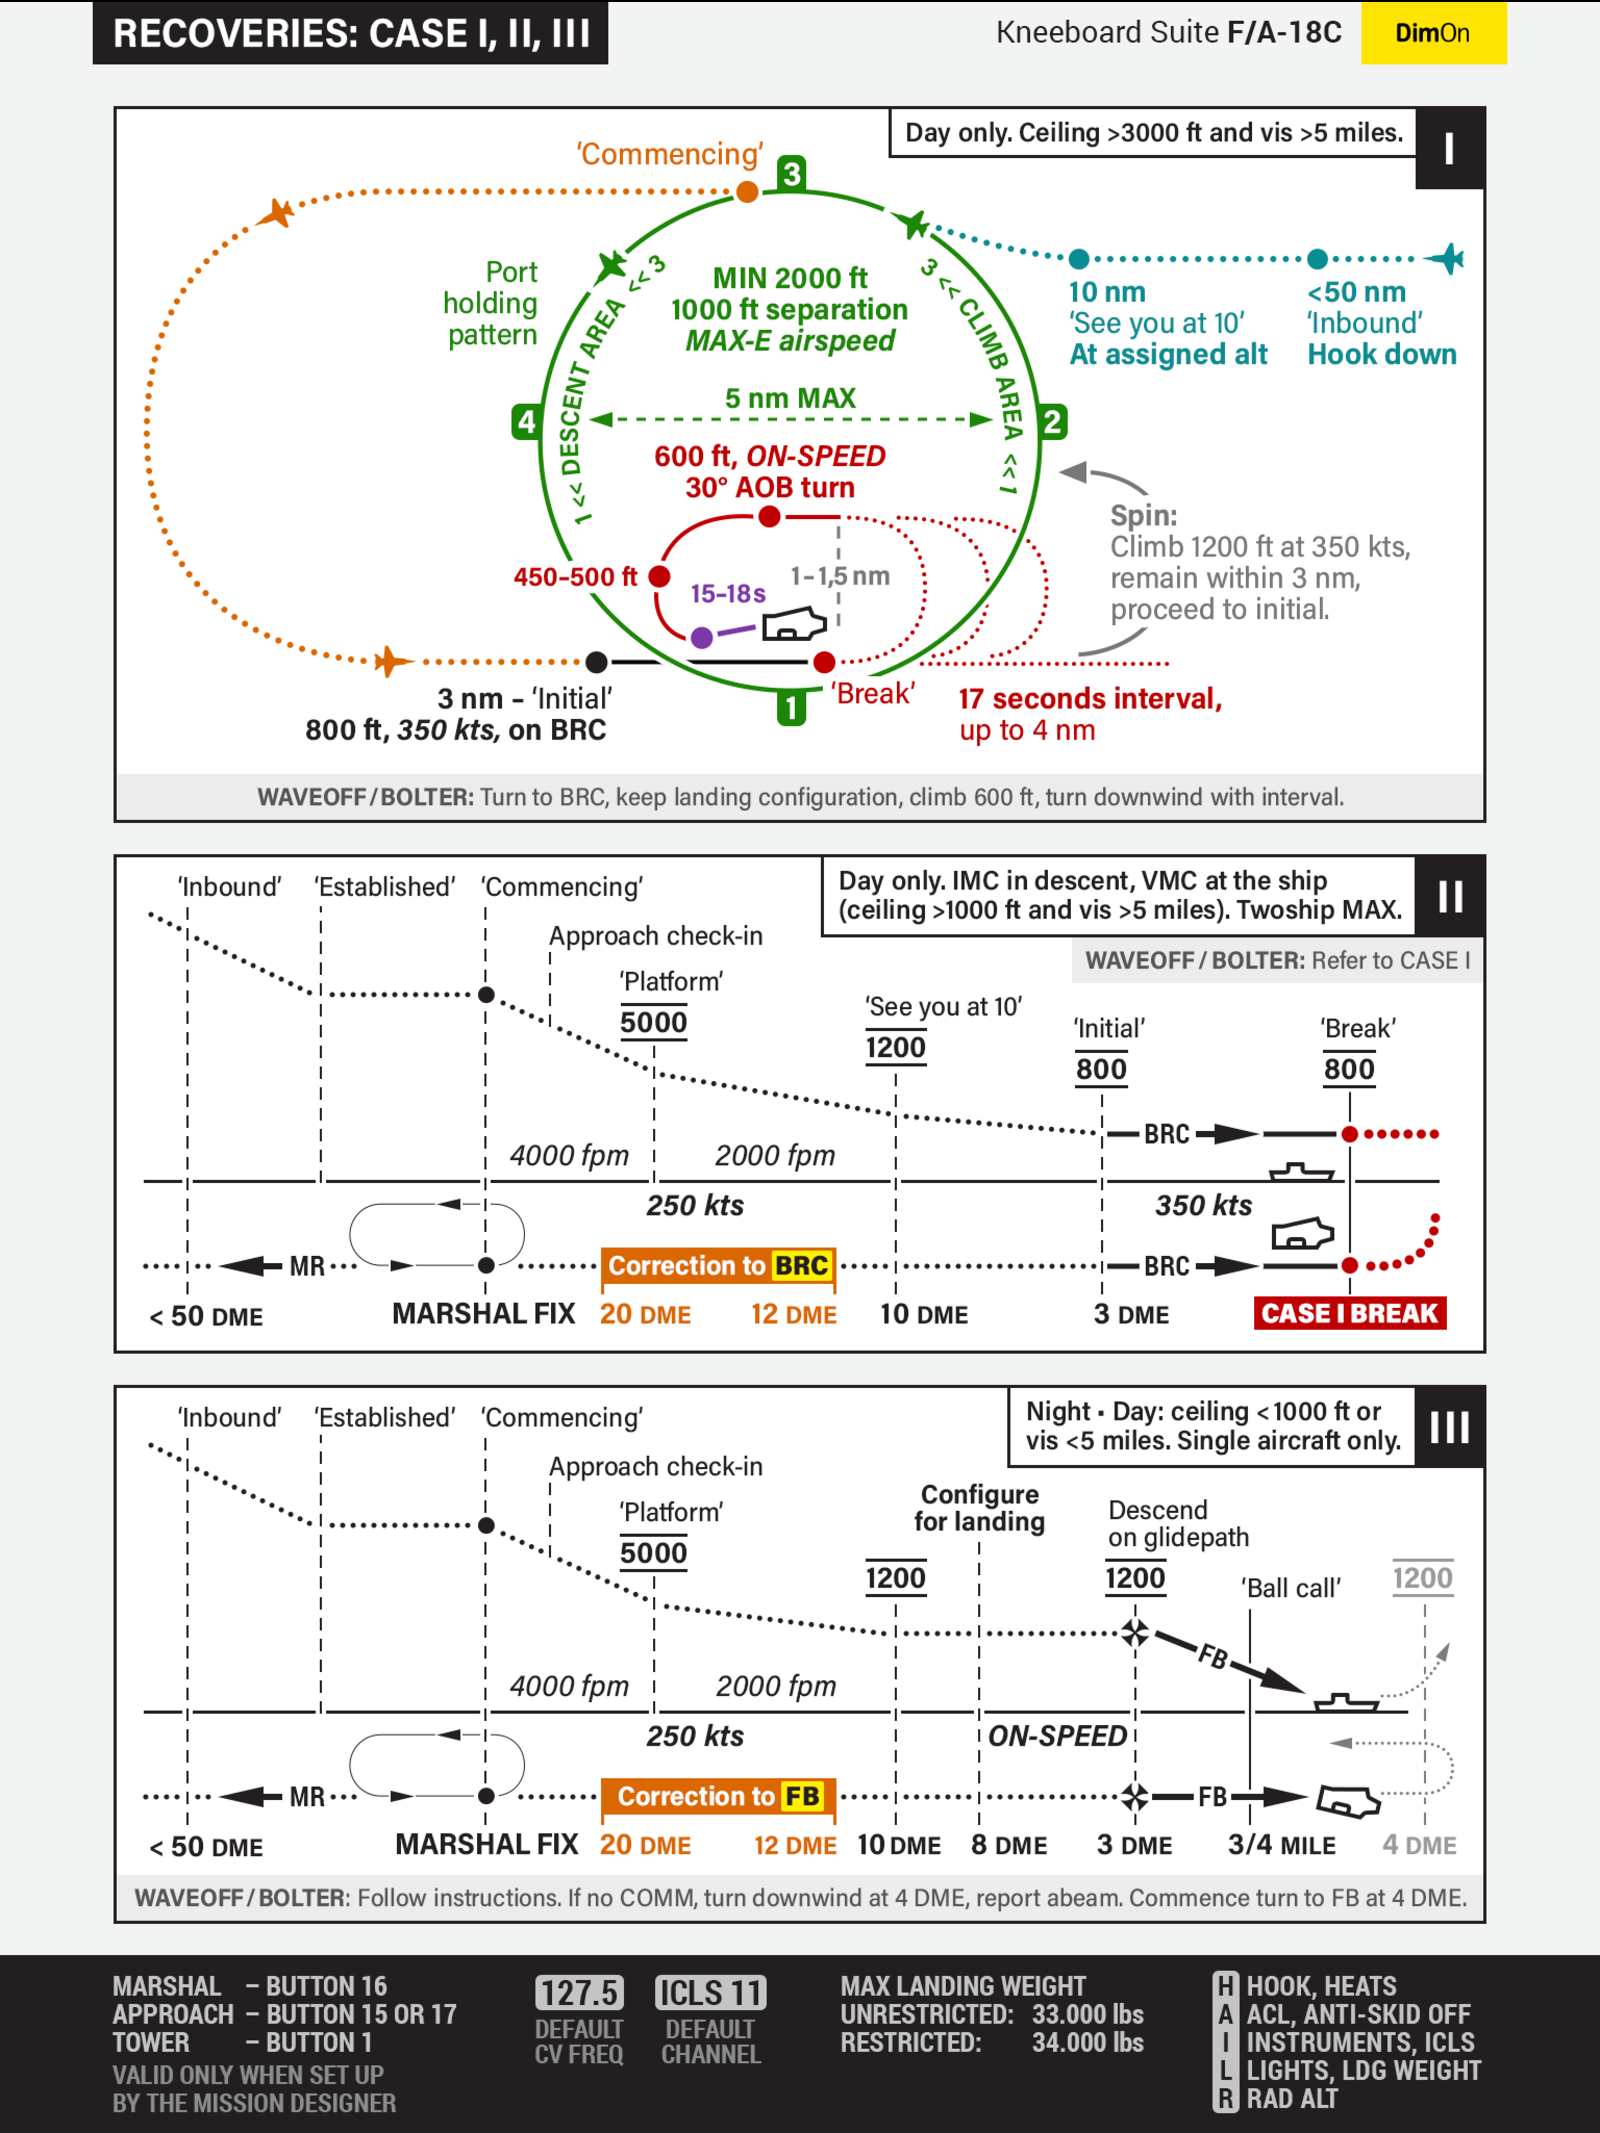 RECOVERIES: CASE I, II, III
Kneeboard Suite F/A-18C
DimOn
Day only. Ceiling >3000 ft and vis >5 miles.
I
‘Commencing’
3
Port
holding
pattern
1 << DESCENT AREA << 3
MIN 2000 ft
1000 ft separation
MAX-E airspeed
3 << CLIMB AREA << 1
10 nm
‘See you at 10’
At assigned alt
<50 nm
‘Inbound’
Hook down
5 nm MAX
4
2
600 ft, ON-SPEED
30° AOB turn
450–500 ft
15–18s
1–1,5 nm
Spin:
Climb 1200 ft at 350 kts,
remain within 3 nm,
proceed to initial.
3 nm – ‘Initial’
800 ft, 350 kts, on BRC
1
‘Break’
17 seconds interval,
up to 4 nm
WAVEOFF/BOLTER: Turn to BRC, keep landing configuration, climb 600 ft, turn downwind with interval.
‘Inbound’
‘Established’
‘Commencing’
Day only. IMC in descent, VMC at the ship
(ceiling >1000 ft and vis >5 miles). Twoship MAX.
II
Approach check-in
WAVEOFF / BOLTER: Refer to CASE I
‘Platform’
5000
‘See you at 10’
1200
‘Initial’
800
‘Break’
800
BRC
4000 fpm
2000 fpm
250 kts
350 kts
MR
Correction to BRC
BRC
< 50 DME
MARSHAL FIX
20 DME
12 DME
10 DME
3 DME
CASE I BREAK
‘Inbound’
‘Established’
‘Commencing’
Night · Day: ceiling <1000 ft or
vis <5 miles. Single aircraft only.
III
Approach check-in
‘Platform’
5000
Configure
for landing
Descend
on glidepath
1200
1200
‘Ball call’
1200
FB
4000 fpm
2000 fpm
250 kts
ON-SPEED
MR
Correction to FB
FB
< 50 DME
MARSHAL FIX
20 DME
12 DME
10 DME
8 DME
3 DME
3/4 MILE
4 DME
WAVEOFF/BOLTER: Follow instructions. If no COMM, turn downwind at 4 DME, report abeam. Commence turn to FB at 4 DME.
MARSHAL – BUTTON 16
APPROACH – BUTTON 15 OR 17
TOWER – BUTTON 1
VALID ONLY WHEN SET UP
BY THE MISSION DESIGNER
127.5
DEFAULT
CV FREQ
ICLS 11
DEFAULT
CHANNEL
MAX LANDING WEIGHT
UNRESTRICTED: 33.000 lbs
RESTRICTED: 34.000 lbs
H HOOK, HEATS
A ACL, ANTI-SKID OFF
I INSTRUMENTS, ICLS
L LIGHTS, LDG WEIGHT
R RAD ALT